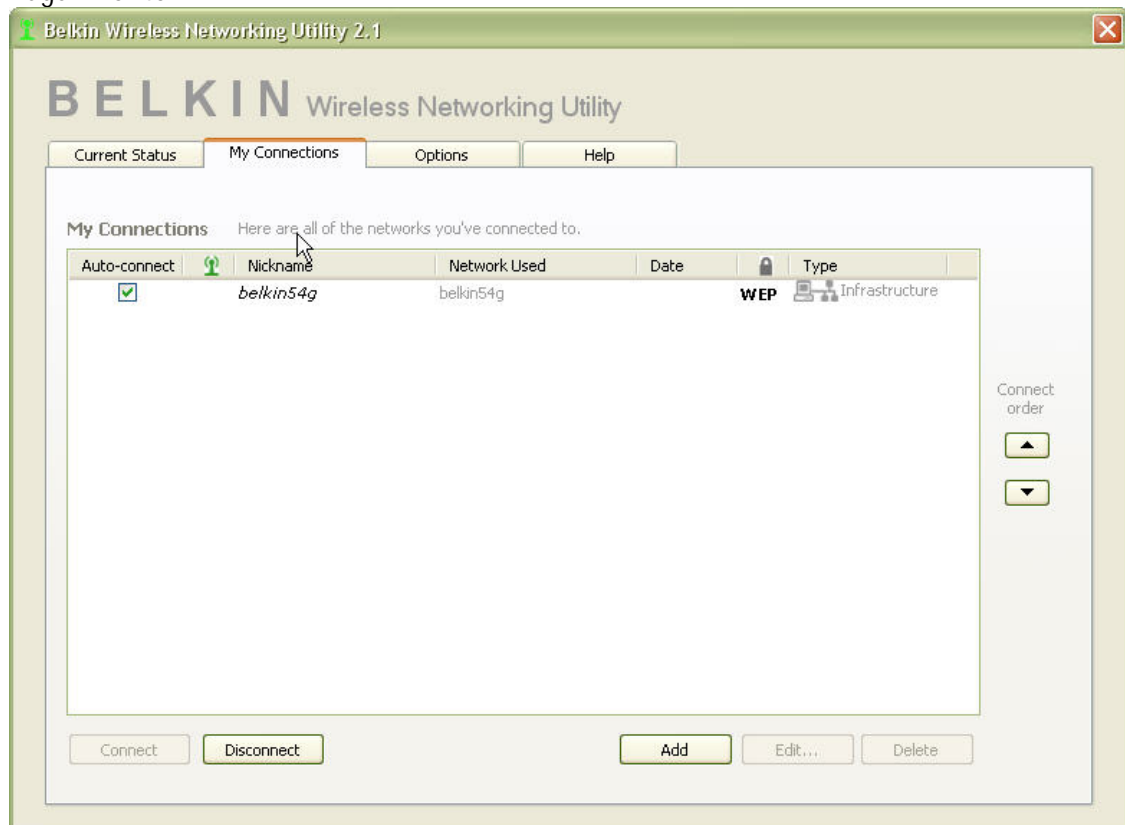 Belkin Wireless Networking Utility 2.1
BELKIN Wireless Networking Utility
Current Status My Connections Options Help
My Connections Here are all of the networks you've connected to.
Auto-connect Nickname Network Used Date Type
belkin54g belkin54g WEP Infrastructure
Connect
order
Connect Disconnect Add Edit... Delete